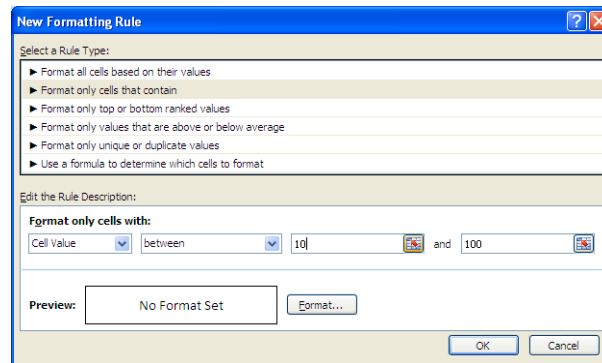 New Formatting Rule
Select a Rule Type:
► Format all cells based on their values
► Format only cells that contain
► Format only top or bottom ranked values
► Format only values that are above or below average
► Format only unique or duplicate values
► Use a formula to determine which cells to format
Edit the Rule Description:
Format only cells with:
Cell Value between 10 and 100
Preview: No Format Set Format...
OK Cancel